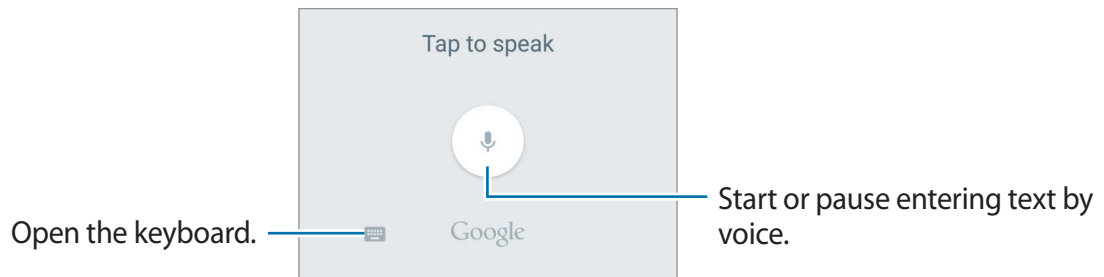 Tap to speak
Start or pause entering text by
voice.
Open the keyboard.
Google